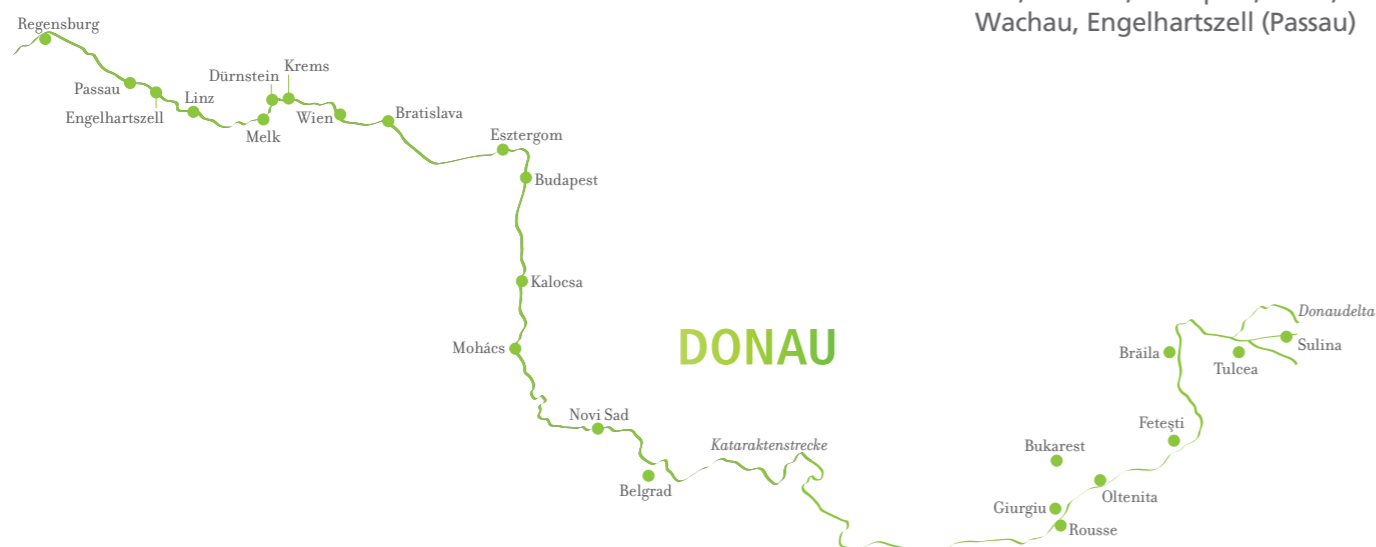 Wachau, Engelhartszell (Passau)
Regensburg
Passau
Engelhartszell
Linz
Dürnstein
Krems
Melk
Wien
Bratislava
Esztergom
Budapest
Kalocsa
Mohács
DONAU
Novi Sad
Belgrad
Kataraktenstrecke
Bukarest
Giurgiu
Rousse
Oltenita
Feteşti
Brăila
Tulcea
Sulina
Donaudelta